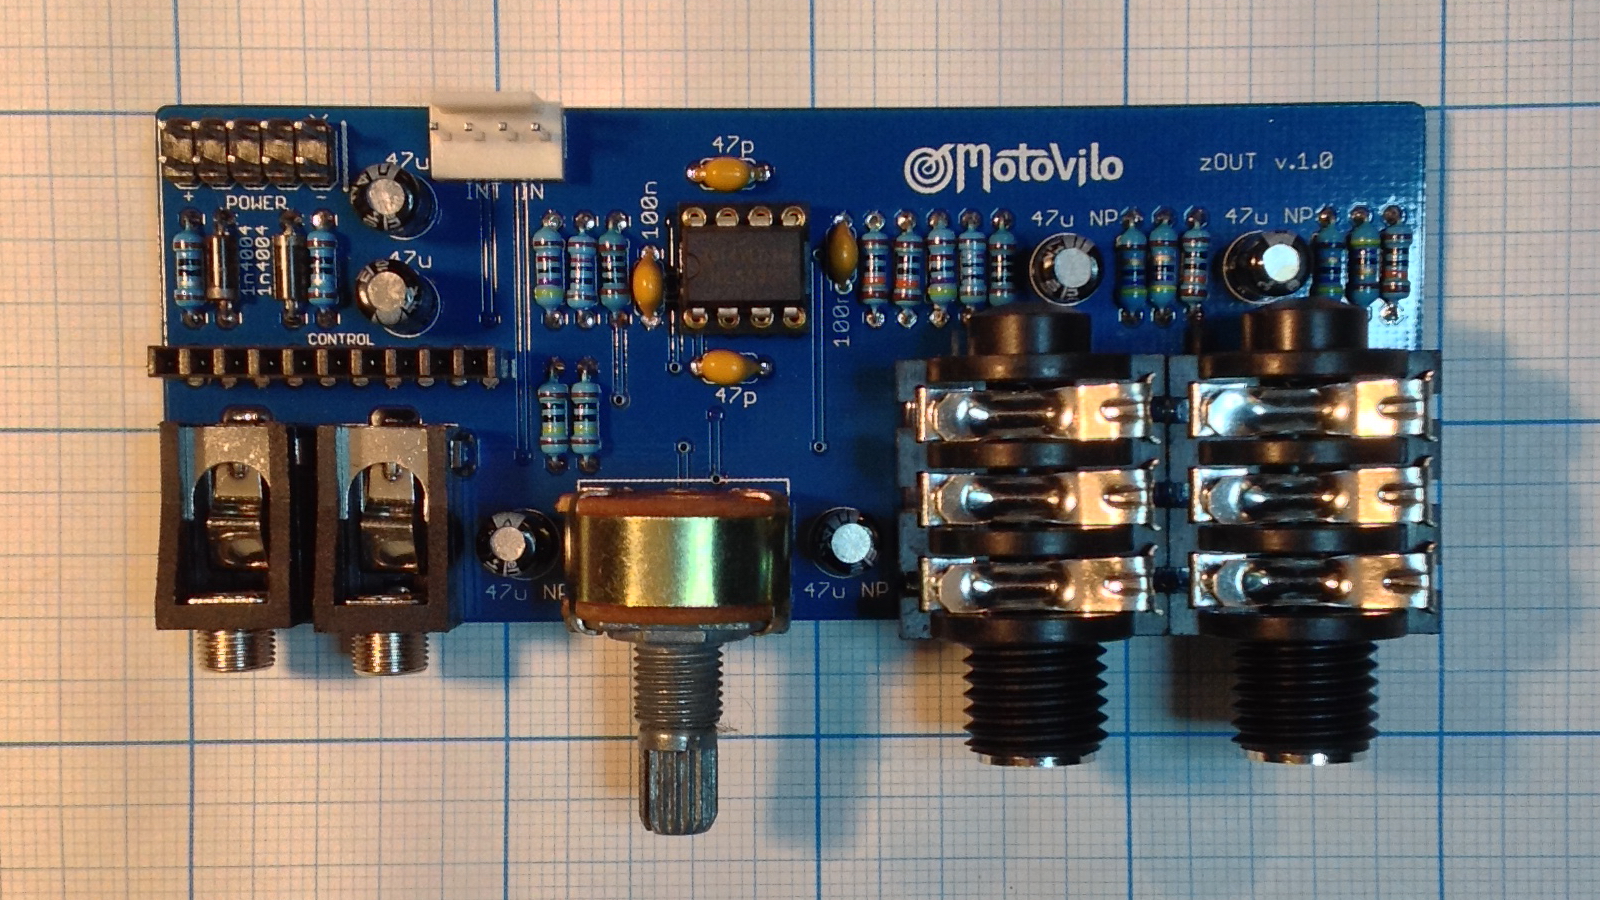 47p
MotoVilo
zOUT v.1.0
47u
INT IN
+ POWER -
100n
47u NP
47u NP
1n4004
1n4004
47u
100n
CONTROL
47p
47u NP
47u NP